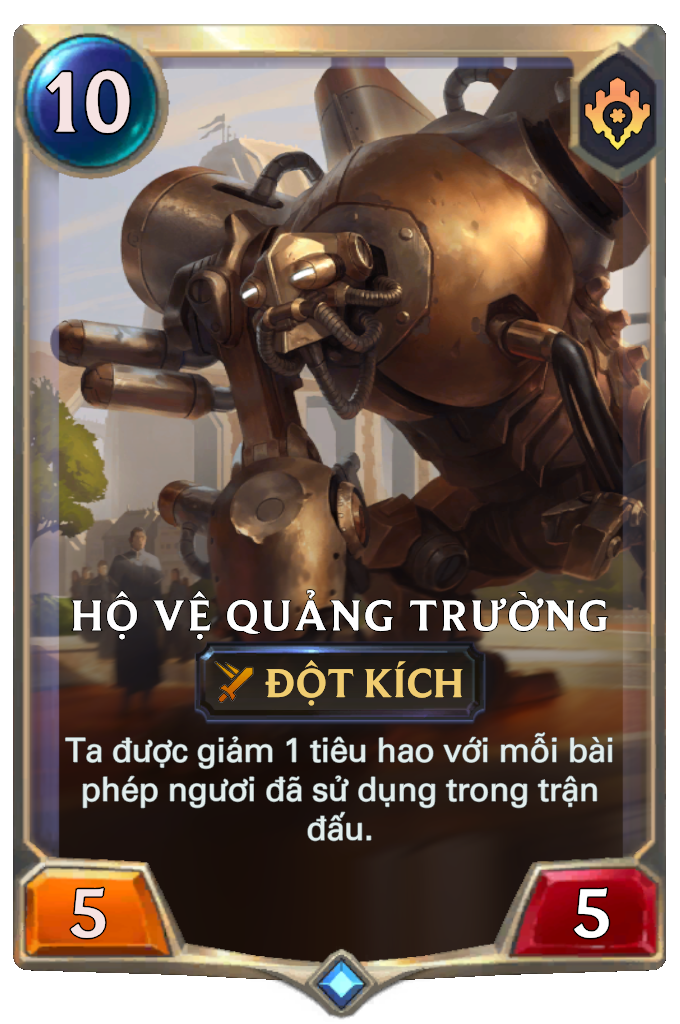 10
HỘ VỆ QUẢNG TRƯỜNG
ĐỘT KÍCH
Ta được giảm 1 tiêu hao với mỗi bài
phép ngươi đã sử dụng trong trận
đấu.
5
5